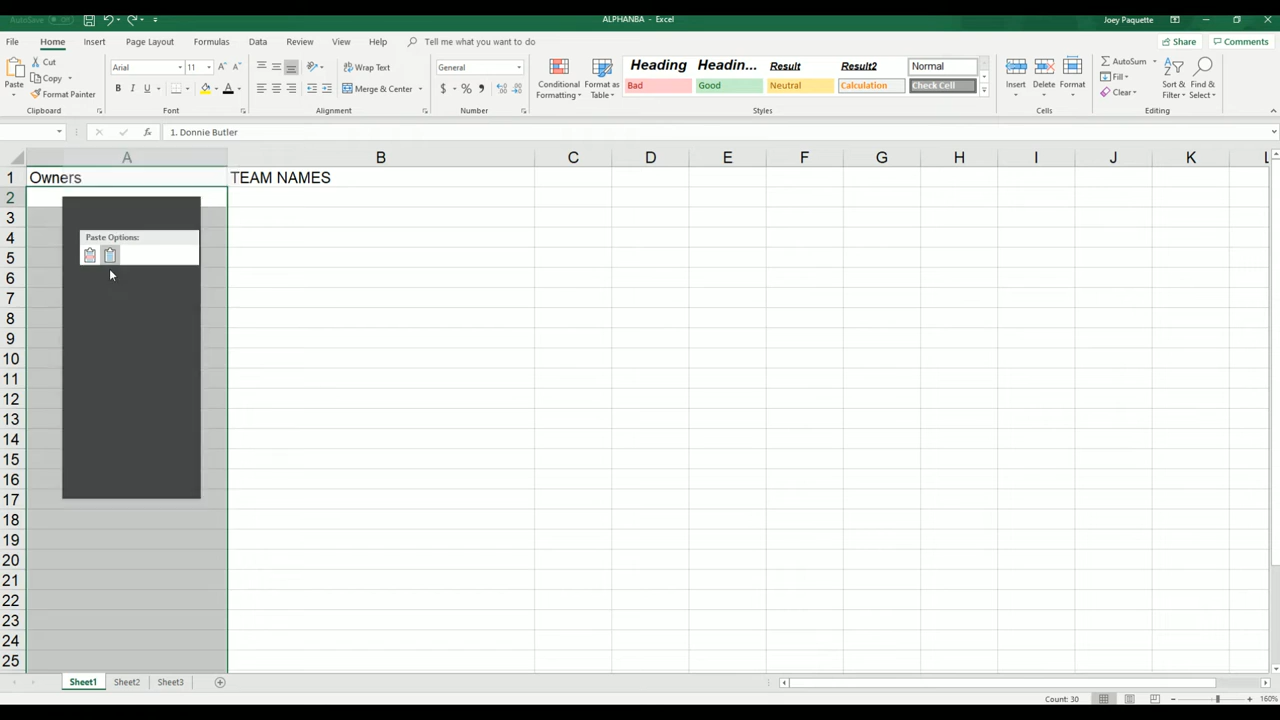 AutoSave Off
ALPHANBA - Excel
Joey Paquette
File Home Insert Page Layout Formulas Data Review View Help Tell me what you want to do Share Comments
Paste Cut Copy Format Painter
Clipboard
Arial 11
B I U
Font
Wrap Text
Merge & Center
Alignment
General
$ % ,
Number
Conditional Formatting
Format as Table
Heading Headin... Result Result2 Normal
Bad Good Neutral Calculation Check Cell
Styles
Insert Delete Format
Cells
AutoSum
Fill
Clear
Sort & Filter
Find & Select
Editing
fx 1. Donnie Butler
A B C D E F G H I J K L
1 Owners TEAM NAMES
2
3
4 Paste Options:
5
6
7
8
9
10
11
12
13
14
15
16
17
18
19
20
21
22
23
24
25
Sheet1 Sheet2 Sheet3
Count: 30 160%